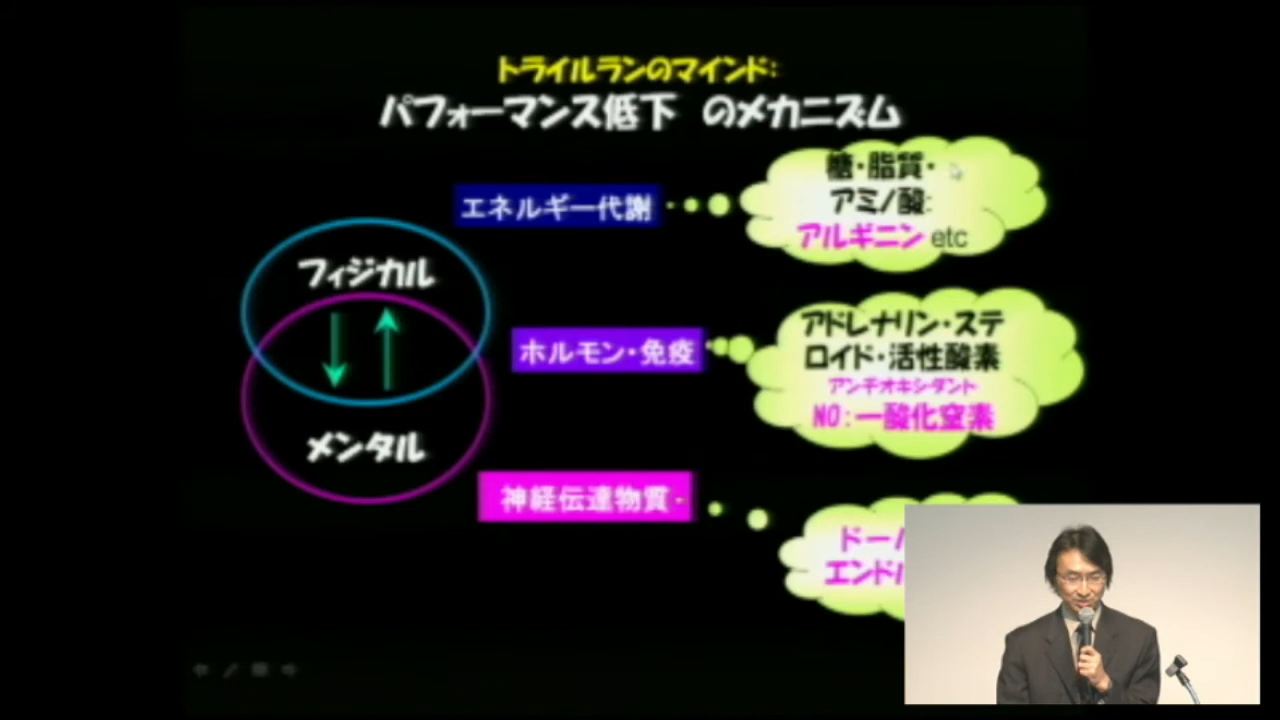 トライルランのマインド:
パフォーマンス低下 のメカニズム
糖・脂質・
アミノ酸:
アルギニン etc
エネルギー代謝
フィジカル
アドレナリン・ステ
ロイド・活性酸素
アンチオキシダント
NO:一酸化窒素
ホルモン・免疫
メンタル
神経伝達物質・
ドー
エンド